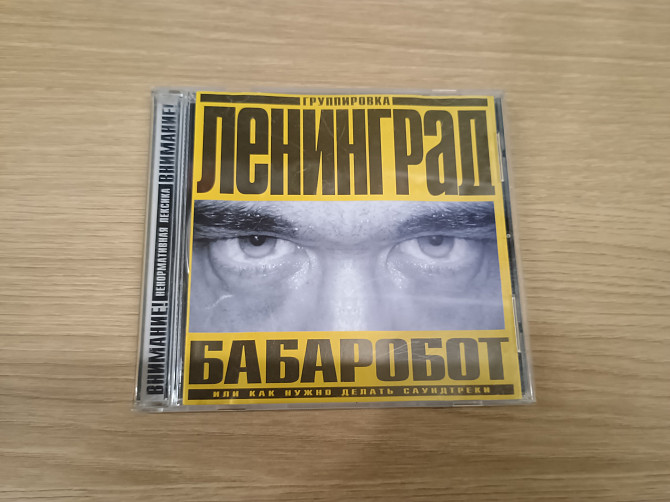 ГРУППИРОВКА
ЛЕНИНГРАД
БАБАРОБОТ
ИЛИ КАК НУЖНО ДЕЛАТЬ САУНДТРЕКИ
ВНИМАНИЕ! НЕНОРМАТИВНАЯ ЛЕКСИКА ВНИМАНИЕ!